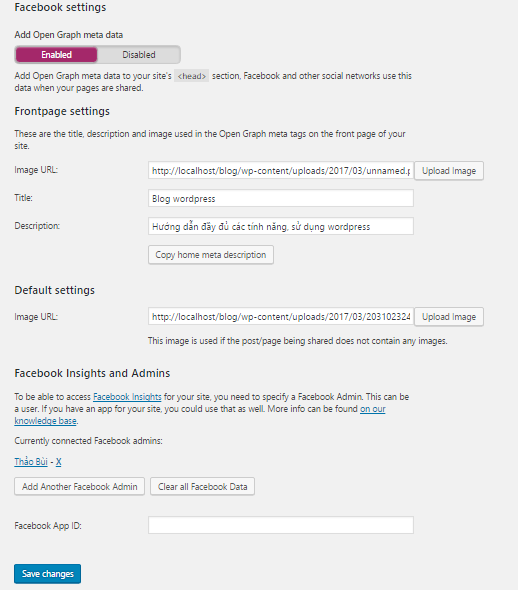 Facebook settings
Add Open Graph meta data
Enabled Disabled
Add Open Graph meta data to your site's <head> section, Facebook and other social networks use this
data when your pages are shared.
Frontpage settings
These are the title, description and image used in the Open Graph meta tags on the front page of your
site.
Image URL: http://localhost/blog/wp-content/uploads/2017/03/unnamed.p Upload Image
Title: Blog wordpress
Description: Hướng dẫn đầy đủ các tính năng, sử dụng wordpress
Copy home meta description
Default settings
Image URL: http://localhost/blog/wp-content/uploads/2017/03/203102324 Upload Image
This image is used if the post/page being shared does not contain any images.
Facebook Insights and Admins
To be able to access Facebook Insights for your site, you need to specify a Facebook Admin. This can be
a user. If you have an app for your site, you could use that as well. More info can be found on our
knowledge base.
Currently connected Facebook admins:
Thảo Bùi - X
Add Another Facebook Admin Clear all Facebook Data
Facebook App ID:
Save changes